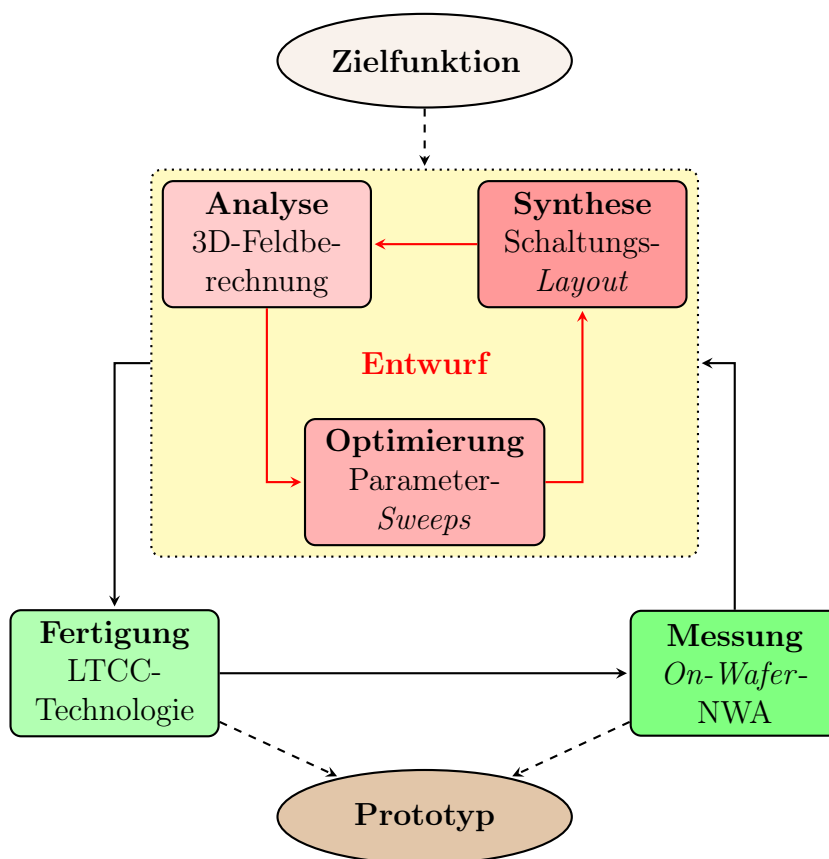 Zielfunktion
Analyse
3D-Feldbe-
rechnung
Synthese
Schaltungs-
Layout
Entwurf
Optimierung
Parameter-
Sweeps
Fertigung
LTCC-
Technologie
Messung
On-Wafer-
NWA
Prototyp